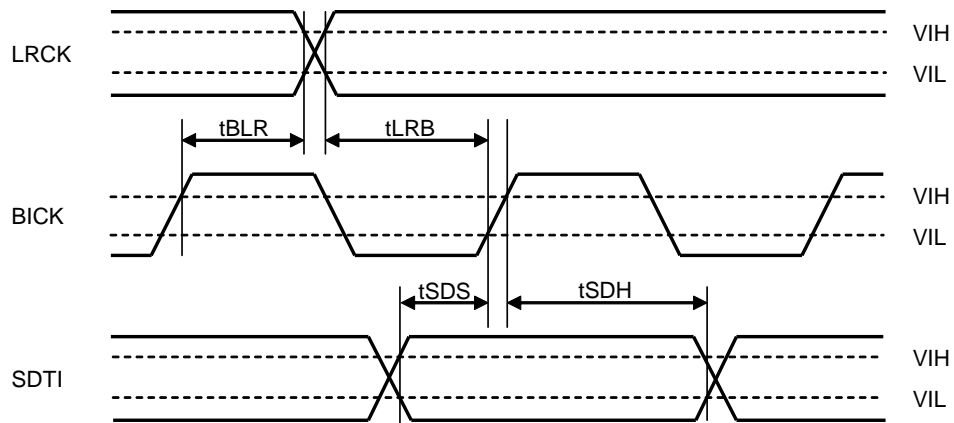 LRCK
VIH
VIL
tBLR
tLRB
BICK
VIH
VIL
tSDS
tSDH
SDTI
VIH
VIL